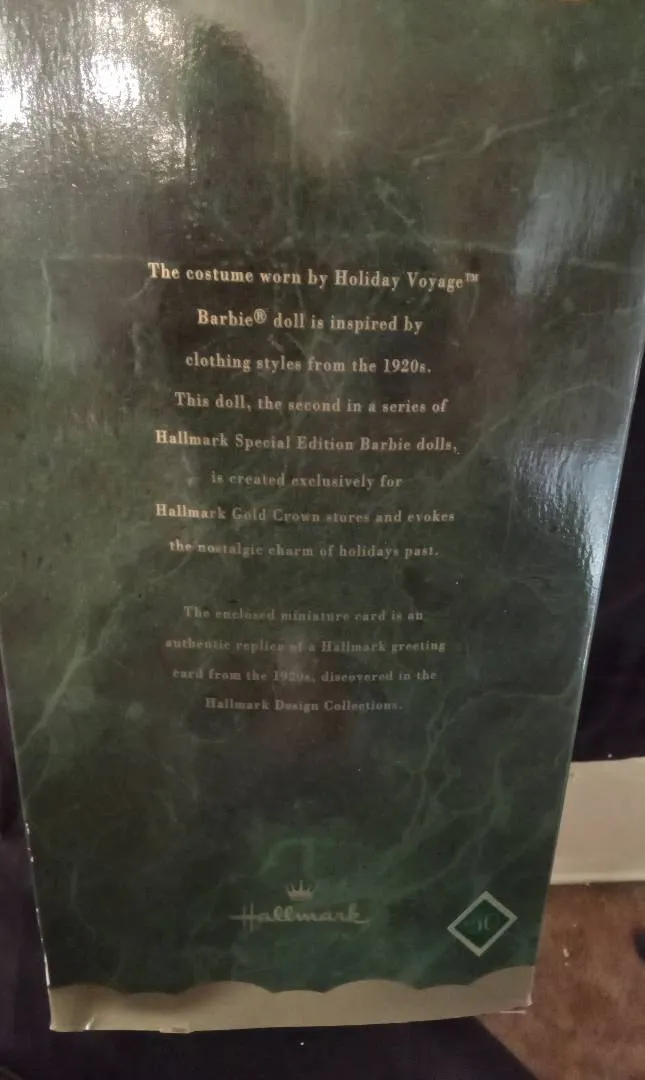 The costume worn by Holiday Voyage™
Barbie® doll is inspired by
clothing styles from the 1920s.
This doll, the second in a series of
Hallmark Special Edition Barbie dolls,
is created exclusively for
Hallmark Gold Crown stores and evokes
the nostalgic charm of holidays past.
The enclosed miniature card is an
authentic replica of a Hallmark greeting
card from the 1920s, discovered in the
Hallmark Design Collections.
Hallmark